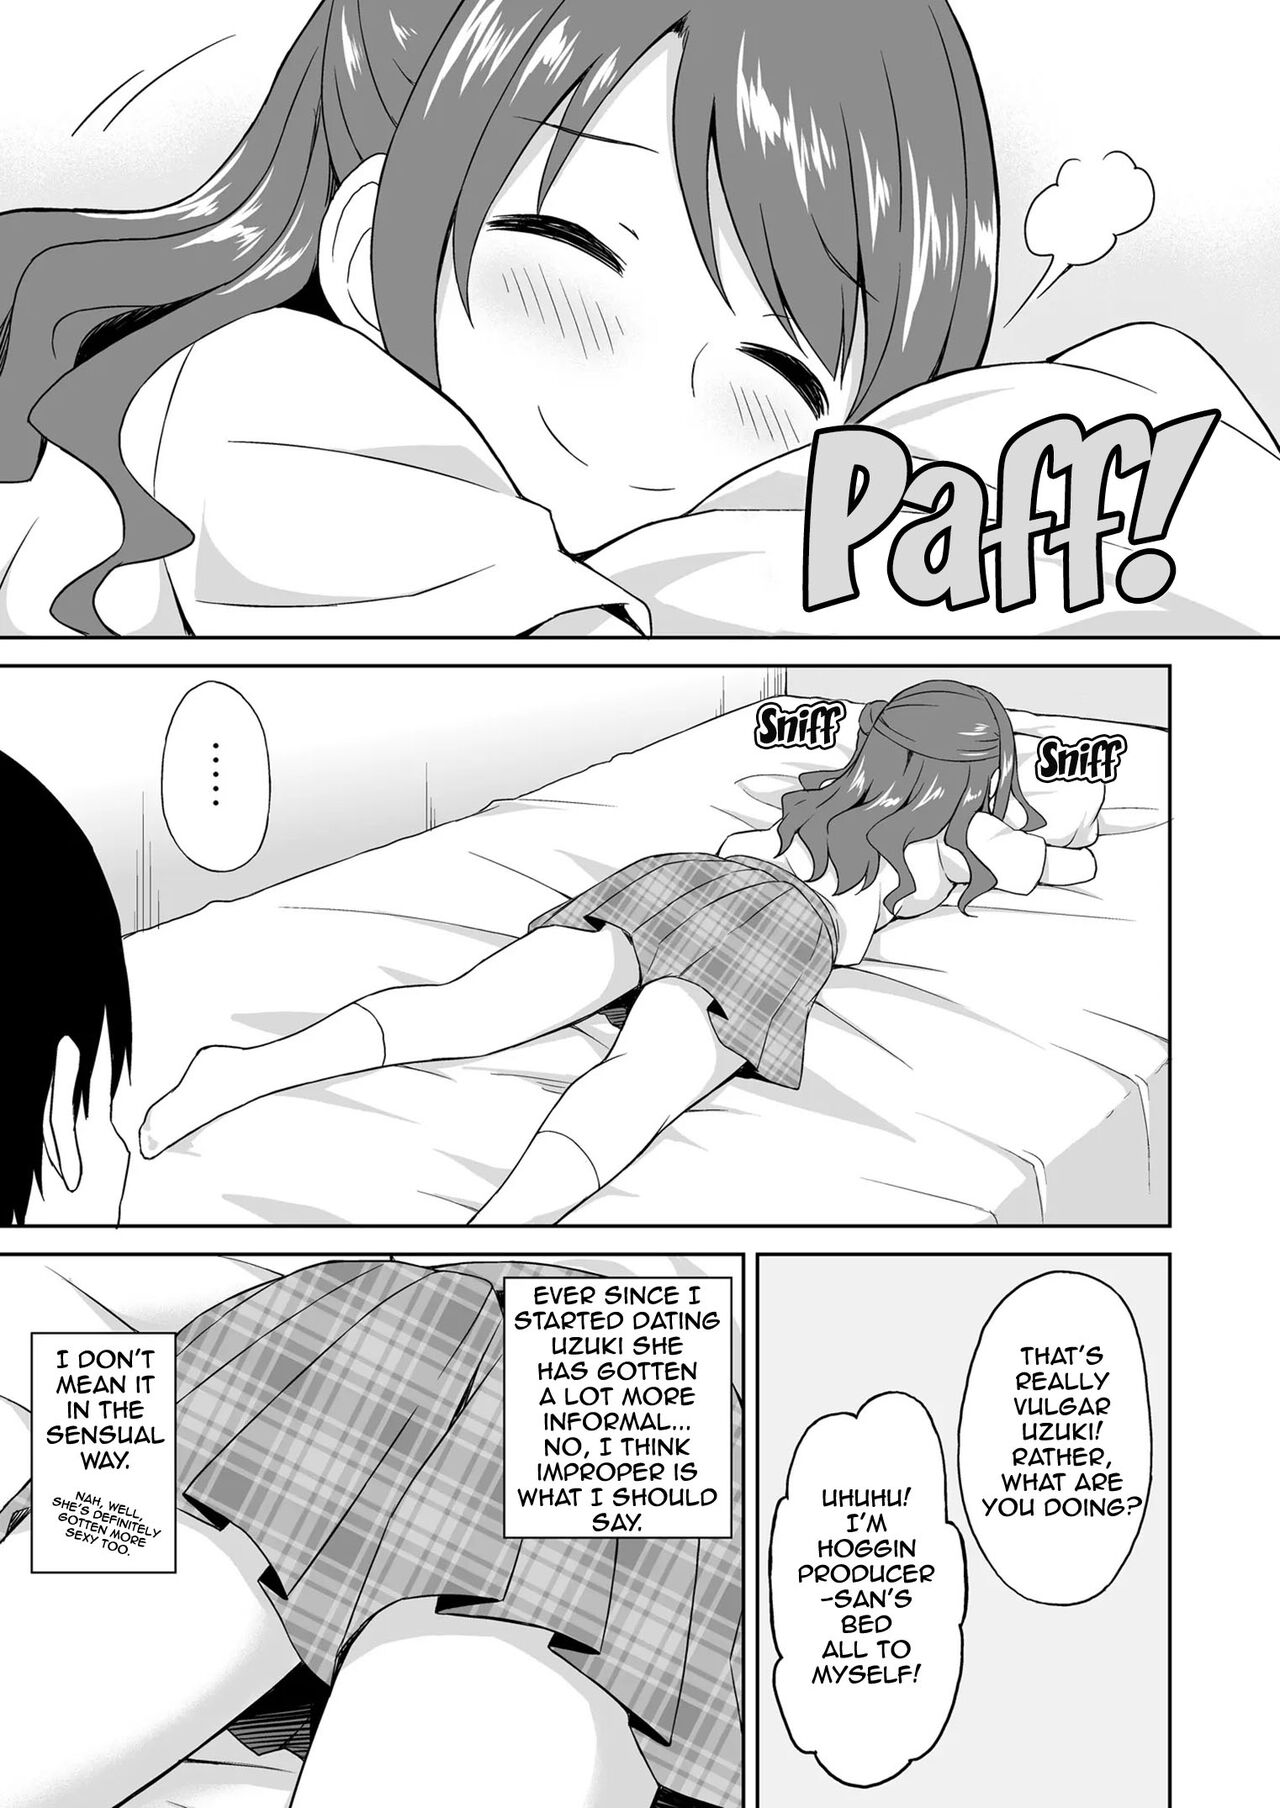 Paff!
Sniff
Sniff
......
THAT'S
REALLY
VULGAR
UZUKI!
RATHER,
WHAT ARE
YOU DOING?
UHUHU!
I'M
HOGGIN
PRODUCER
-SAN'S
BED
ALL TO
MYSELF!
EVER SINCE I
STARTED DATING
UZUKI SHE
HAS GOTTEN
A LOT MORE
INFORMAL...
NO, I THINK
IMPROPER IS
WHAT I SHOULD
SAY.
I DON'T
MEAN IT
IN THE
SENSUAL
WAY.
NAH, WELL,
SHE'S DEFINITELY
GOTTEN MORE
SEXY TOO.